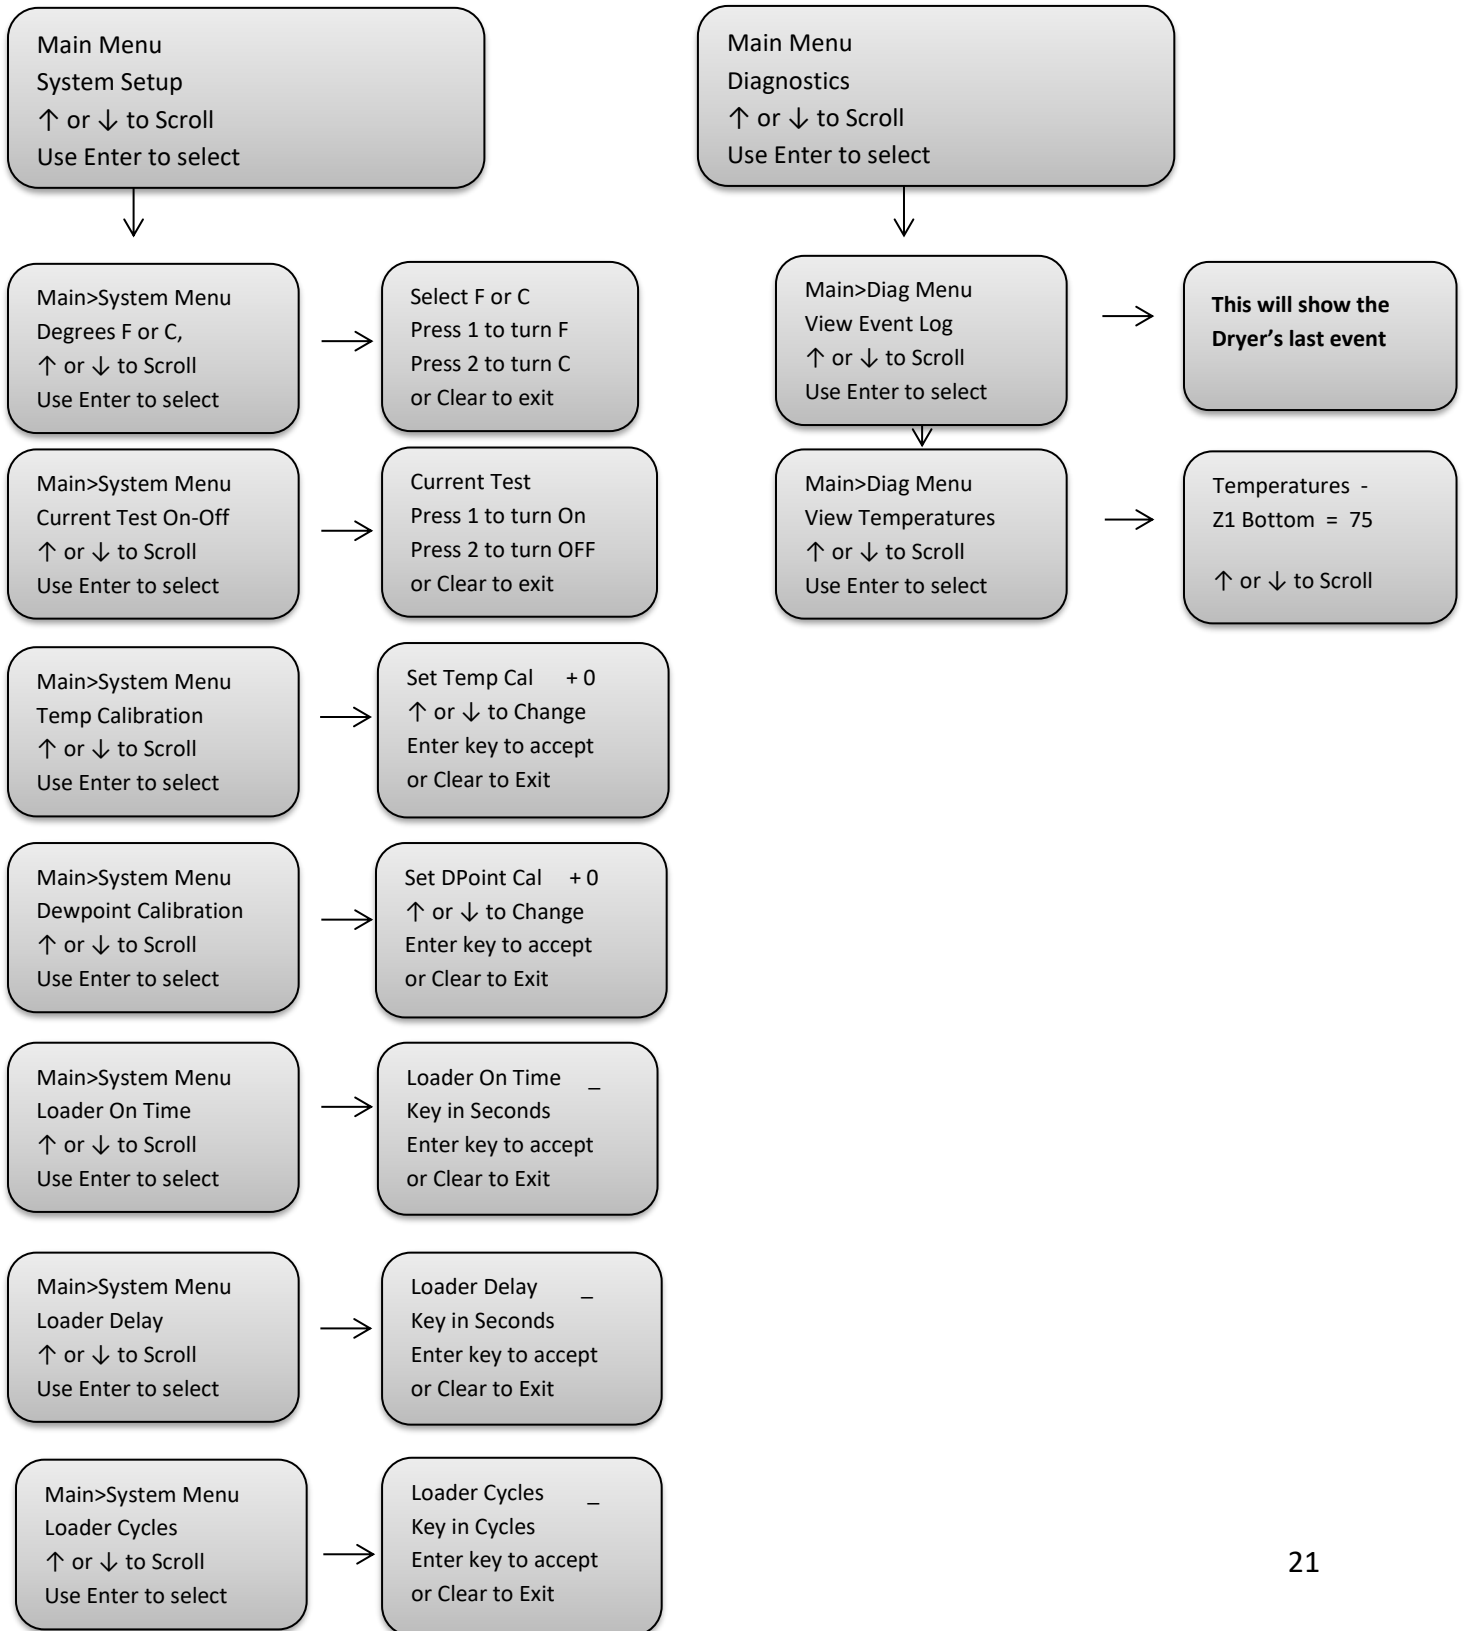 Main Menu
System Setup
↑ or ↓ to Scroll
Use Enter to select
Main>System Menu
Degrees F or C,
↑ or ↓ to Scroll
Use Enter to select
Select F or C
Press 1 to turn F
Press 2 to turn C
or Clear to exit
Main>System Menu
Current Test On-Off
↑ or ↓ to Scroll
Use Enter to select
Current Test
Press 1 to turn On
Press 2 to turn OFF
or Clear to exit
Main>System Menu
Temp Calibration
↑ or ↓ to Scroll
Use Enter to select
Set Temp Cal + 0
↑ or ↓ to Change
Enter key to accept
or Clear to Exit
Main>System Menu
Dewpoint Calibration
↑ or ↓ to Scroll
Use Enter to select
Set DPoint Cal + 0
↑ or ↓ to Change
Enter key to accept
or Clear to Exit
Main>System Menu
Loader On Time
↑ or ↓ to Scroll
Use Enter to select
Loader On Time _
Key in Seconds
Enter key to accept
or Clear to Exit
Main>System Menu
Loader Delay
↑ or ↓ to Scroll
Use Enter to select
Loader Delay _
Key in Seconds
Enter key to accept
or Clear to Exit
Main>System Menu
Loader Cycles
↑ or ↓ to Scroll
Use Enter to select
Loader Cycles _
Key in Cycles
Enter key to accept
or Clear to Exit
Main Menu
Diagnostics
↑ or ↓ to Scroll
Use Enter to select
Main>Diag Menu
View Event Log
↑ or ↓ to Scroll
Use Enter to select
This will show the
Dryer's last event
Main>Diag Menu
View Temperatures
↑ or ↓ to Scroll
Use Enter to select
Temperatures -
Z1 Bottom = 75
↑ or ↓ to Scroll
21